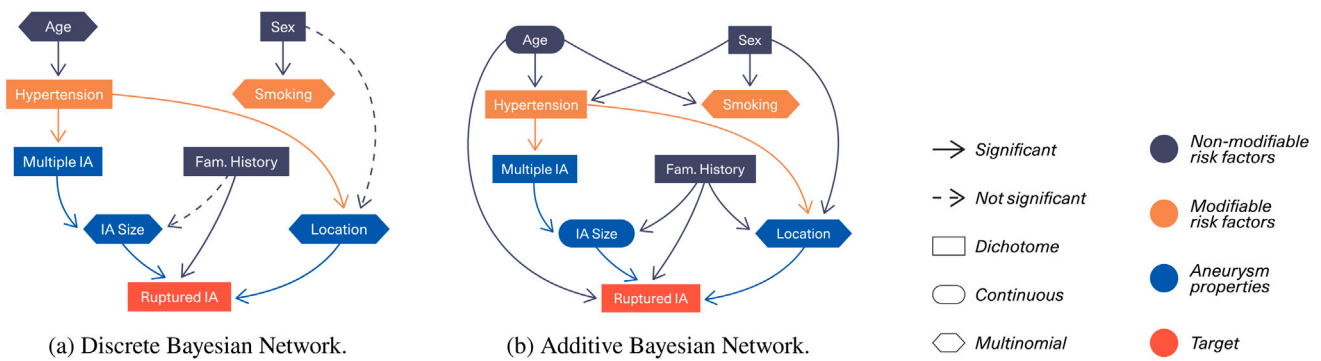 Age
Sex
Hypertension
Smoking
Multiple IA
Fam. History
IA Size
Location
Ruptured IA
(a) Discrete Bayesian Network.
Age
Sex
Hypertension
Smoking
Multiple IA
Fam. History
IA Size
Location
Ruptured IA
(b) Additive Bayesian Network.
Significant
Not significant
Dichotome
Continuous
Multinomial
Non-modifiable
risk factors
Modifiable
risk factors
Aneurysm
properties
Target